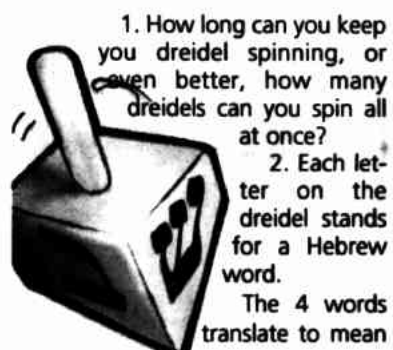 1. How long can you keep
you dreidel spinning, or
even better, how many
dreidels can you spin all
at once?
2. Each let-
ter on the
dreidel stands
for a Hebrew
word.
The 4 words
translate to mean
ש